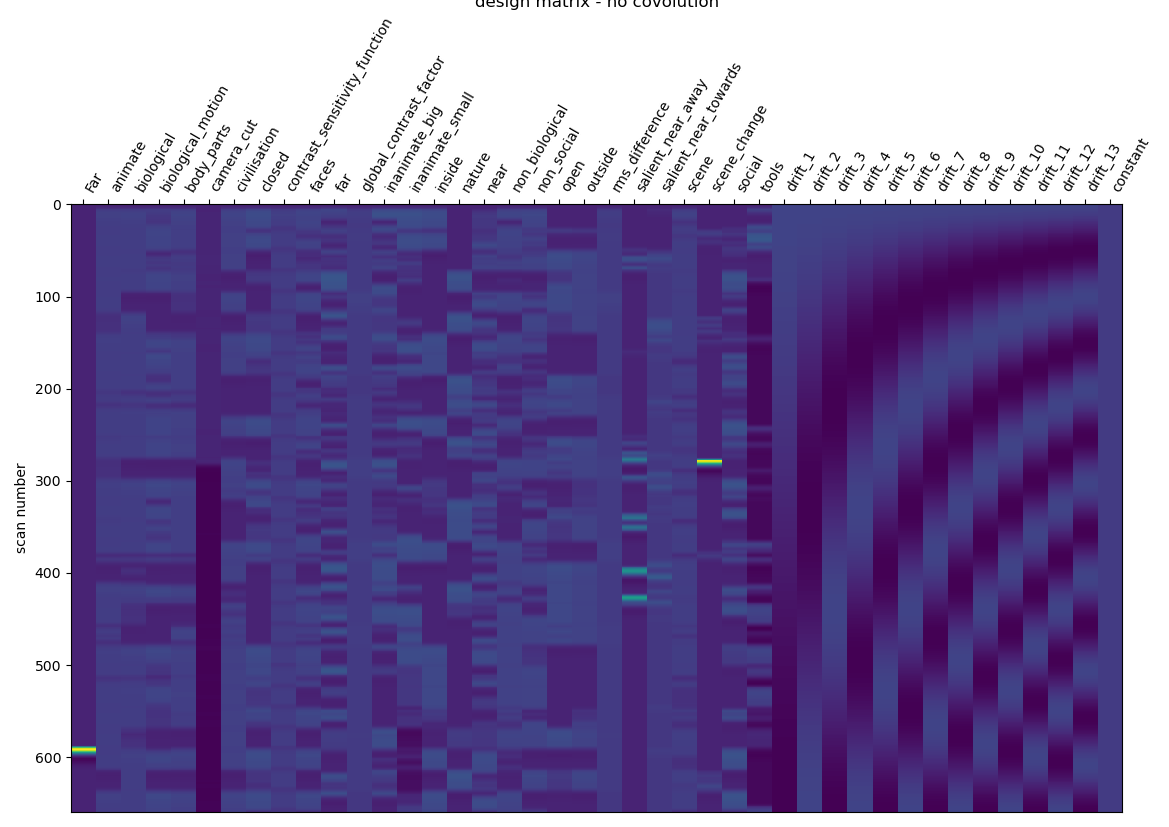 design matrix - no covolution
Far
animate
biological
biological_motion
body_parts
camera_cut
civilisation
closed
contrast_sensitivity_function
faces
far
global_contrast_factor
inanimate_big
inanimate_small
inside
nature
near
non_biological
non_social
open
outside
rms_difference
salient_near_away
salient_near_towards
scene
scene_change
social
tools
drift_1
drift_2
drift_3
drift_4
drift_5
drift_6
drift_7
drift_8
drift_9
drift_10
drift_11
drift_12
drift_13
constant
0
100
200
300
400
500
600
scan number